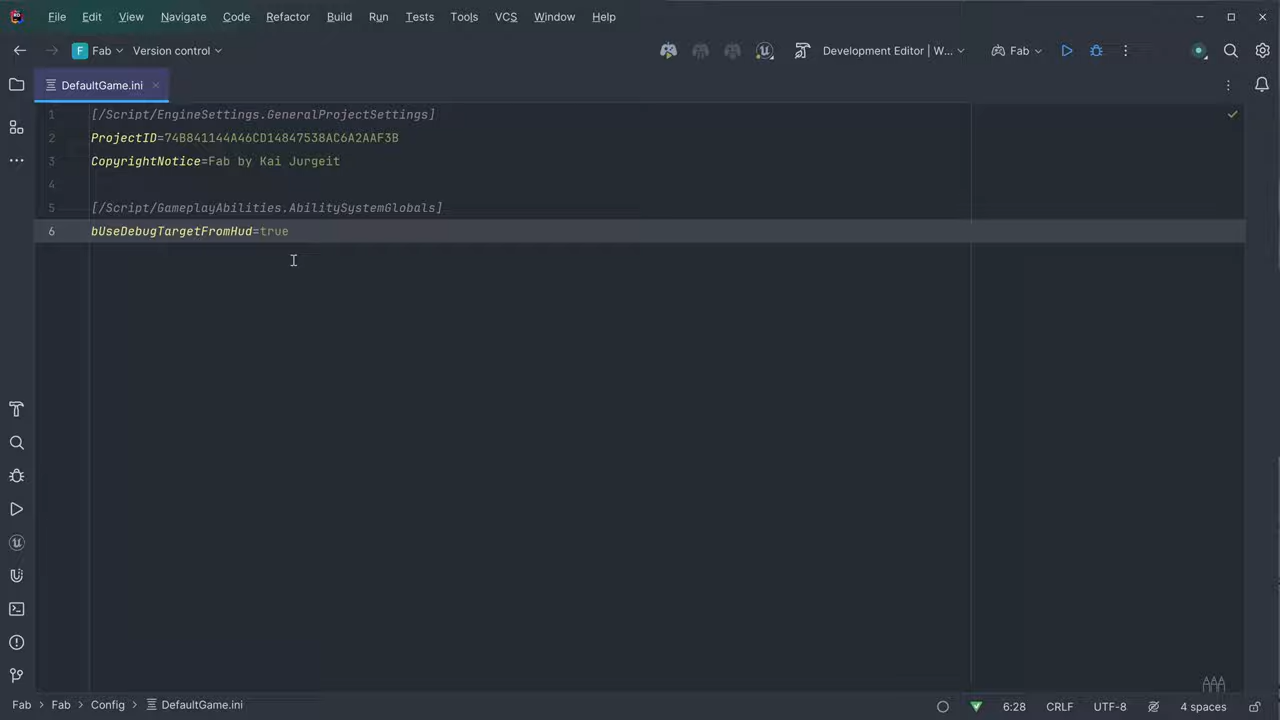 File Edit View Navigate Code Refactor Build Run Tests Tools VCS Window Help
F Fab Version control Development Editor | W... Fab
DefaultGame.ini
1 [/Script/EngineSettings.GeneralProjectSettings]
2 ProjectID=74B841144A46CD14847538AC6A2AAF3B
3 CopyrightNotice=Fab by Kai Jurgeit
4
5 [/Script/GameplayAbilities.AbilitySystemGlobals]
6 bUseDebugTargetFromHud=true
Fab > Fab > Config > DefaultGame.ini 6:28 CRLF UTF-8 4 spaces